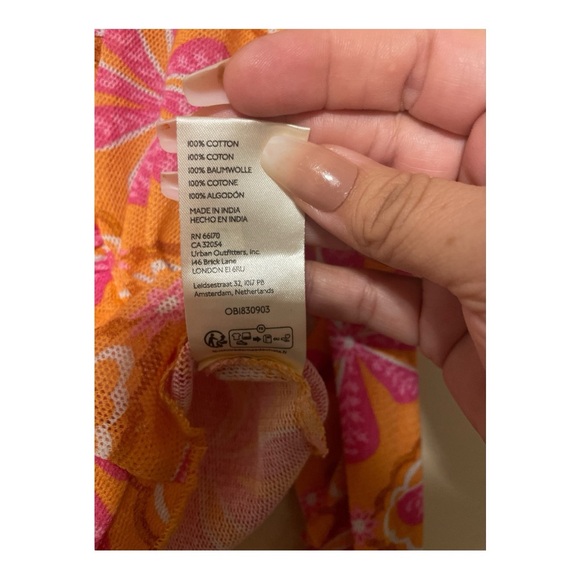 100% COTTON
100% COTON
100% BAUMWOLLE
100% COTONE
100% ALGODÓN
MADE IN INDIA
HECHO EN INDIA
RN 66170
CA 32054
Urban Outfitters, Inc.
146 Brick Lane
LONDON E1 6RU
Leidsestraat 32, 1017 PB
Amsterdam, Netherlands
OB1830903